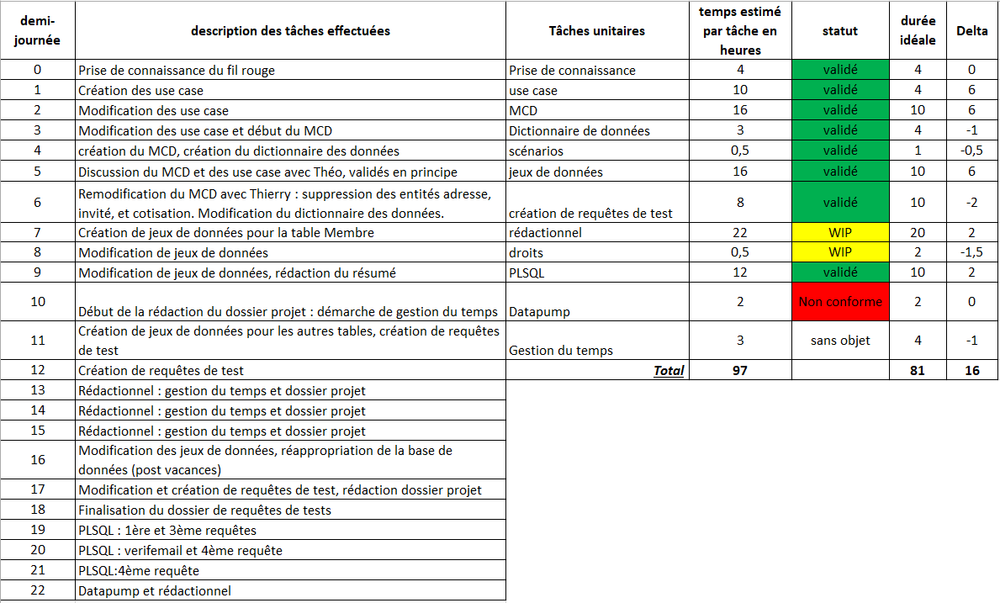 demi-journée | description des tâches effectuées | Tâches unitaires | temps estimé par tâche en heures | statut | durée idéale | Delta
0 | Prise de connaissance du fil rouge | Prise de connaissance | 4 | validé | 4 | 0
1 | Création des use case | use case | 10 | validé | 4 | 6
2 | Modification des use case | MCD | 16 | validé | 10 | 6
3 | Modification des use case et début du MCD | Dictionnaire de données | 3 | validé | 4 | -1
4 | création du MCD, création du dictionnaire des données | scénarios | 0,5 | validé | 1 | -0,5
5 | Discussion du MCD et des use case avec Théo, validés en principe | jeux de données | 16 | validé | 10 | 6
6 | Remodification du MCD avec Thierry : suppression des entités adresse, invité, et cotisation. Modification du dictionnaire des données. | création de requêtes de test | 8 | validé | 10 | -2
7 | Création de jeux de données pour la table Membre | rédactionnel | 22 | WIP | 20 | 2
8 | Modification de jeux de données | droits | 0,5 | WIP | 2 | -1,5
9 | Modification de jeux de données, rédaction du résumé | PLSQL | 12 | validé | 10 | 2
10 | Début de la rédaction du dossier projet : démarche de gestion du temps | Datapump | 2 | Non conforme | 2 | 0
11 | Création de jeux de données pour les autres tables, création de requêtes de test | Gestion du temps | 3 | sans objet | 4 | -1
12 | Création de requêtes de test | Total | 97 | | 81 | 16
13 | Rédactionnel : gestion du temps et dossier projet
14 | Rédactionnel : gestion du temps et dossier projet
15 | Rédactionnel : gestion du temps et dossier projet
16 | Modification des jeux de données, réappropriation de la base de données (post vacances)
17 | Modification et création de requêtes de test, rédaction dossier projet
18 | Finalisation du dossier de requêtes de tests
19 | PLSQL : 1ère et 3ème requêtes
20 | PLSQL : verifemail et 4ème requête
21 | PLSQL:4ème requête
22 | Datapump et rédactionnel